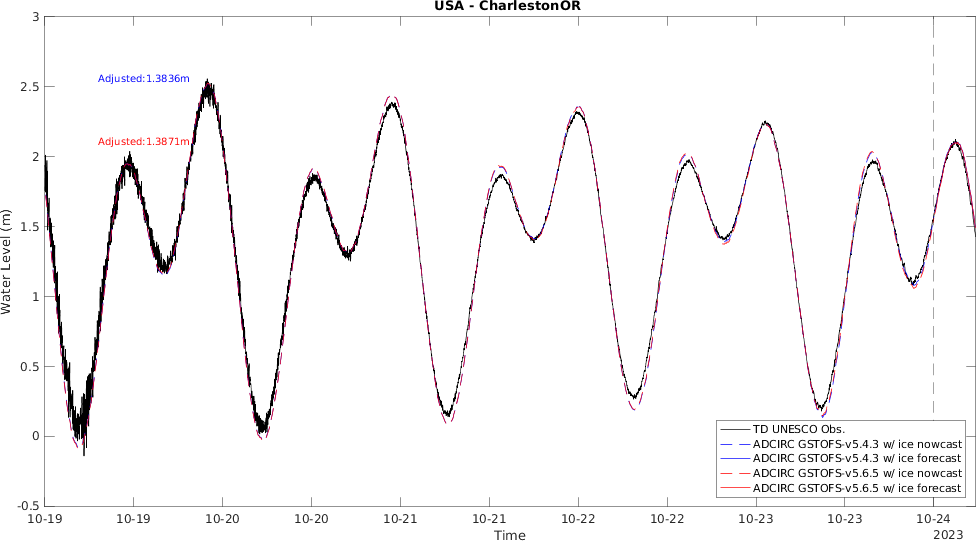 USA - CharlestonOR
3
2.5
2
1.5
1
0.5
0
-0.5
Water Level (m)
Adjusted:1.3836m
Adjusted:1.3871m
TD UNESCO Obs.
ADCIRC GSTOFS-v5.4.3 w/ ice nowcast
ADCIRC GSTOFS-v5.4.3 w/ ice forecast
ADCIRC GSTOFS-v5.6.5 w/ ice nowcast
ADCIRC GSTOFS-v5.6.5 w/ ice forecast
10-19 10-19 10-20 10-20 10-21 10-21 10-22 10-22 10-23 10-23 10-24
Time
2023